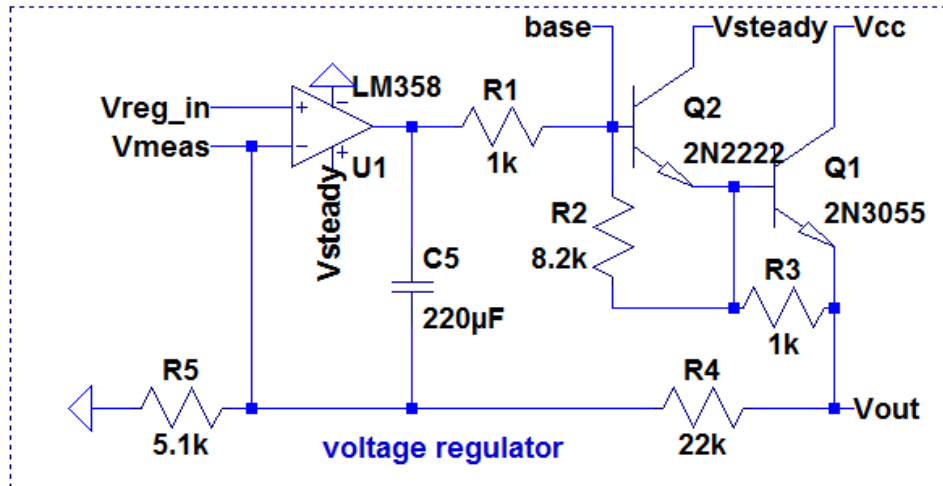 base
Vsteady
Vcc
LM358
R1
Q2
Vreg_in
+
−
Vmeas
−
+
U1
1k
2N2222
Q1
Vsteady
R2
2N3055
8.2k
C5
R3
220µF
1k
R5
R4
Vout
5.1k
voltage regulator
22k